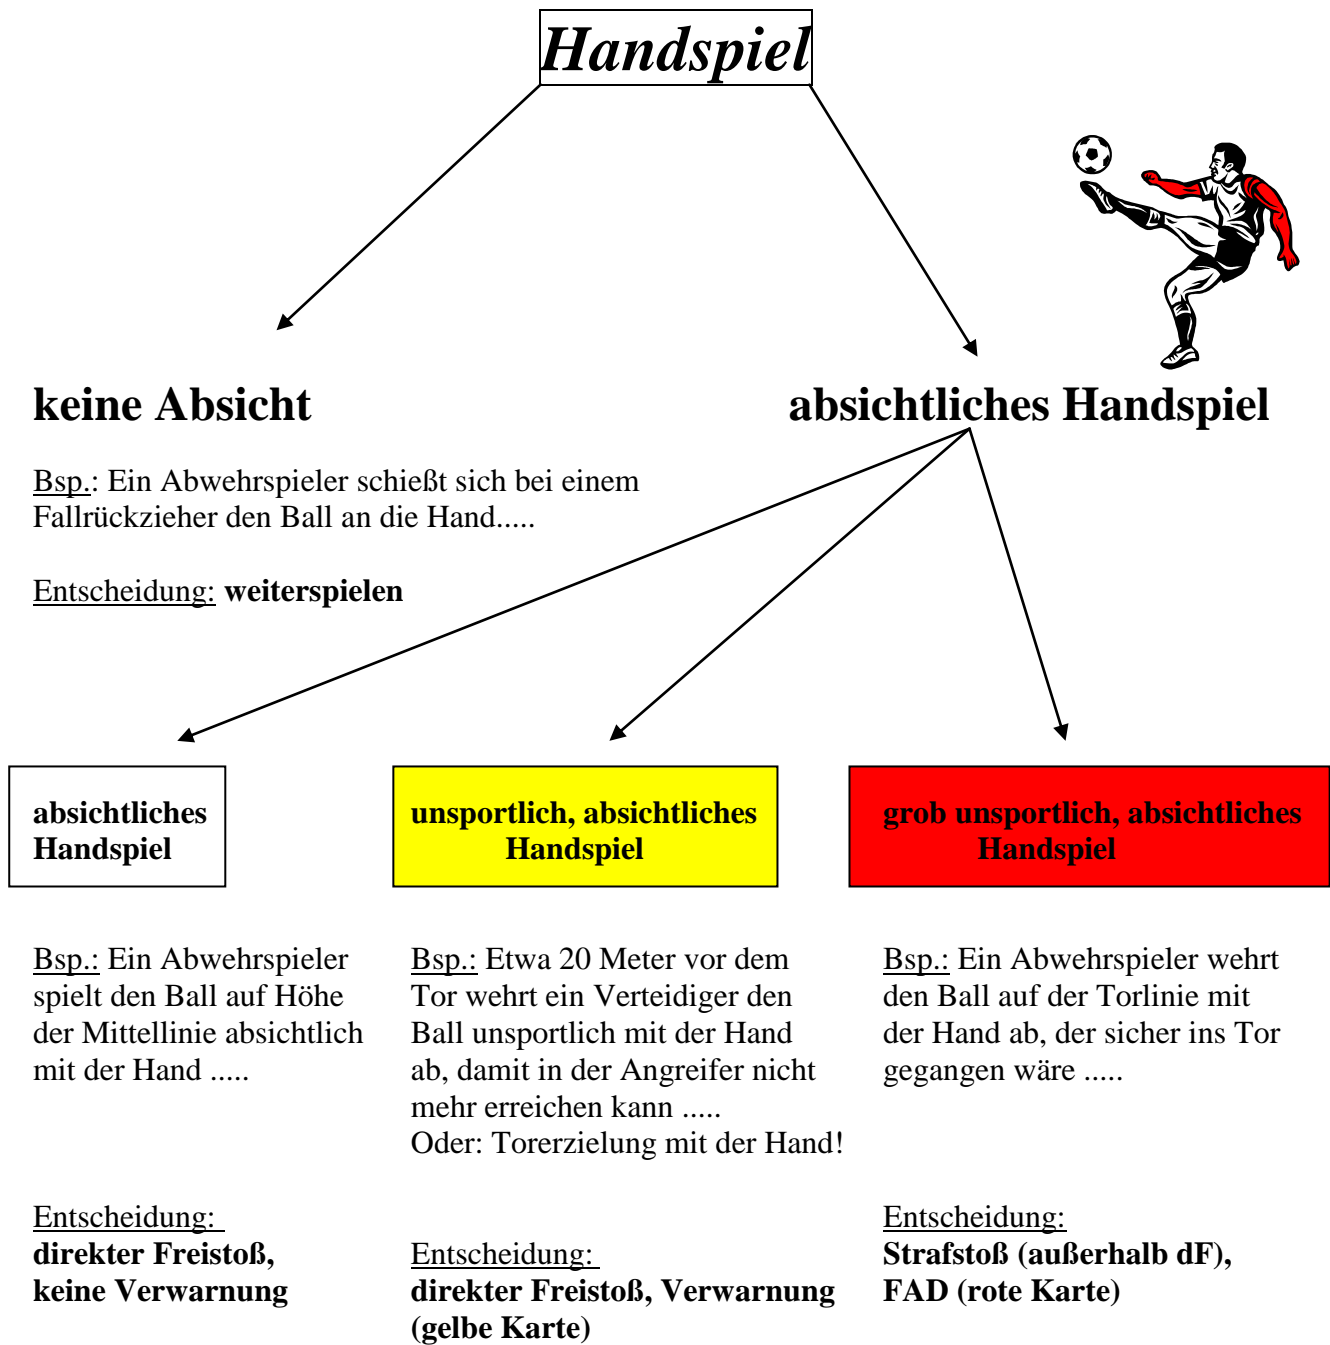 Handspiel
keine Absicht
Bsp.: Ein Abwehrspieler schießt sich bei einem
Fallrückzieher den Ball an die Hand.....
Entscheidung: weiterspielen
absichtliches Handspiel
absichtliches
Handspiel
Bsp.: Ein Abwehrspieler
spielt den Ball auf Höhe
der Mittellinie absichtlich
mit der Hand .....
Entscheidung:
direkter Freistoß,
keine Verwarnung
unsportlich, absichtliches
Handspiel
Bsp.: Etwa 20 Meter vor dem
Tor wehrt ein Verteidiger den
Ball unsportlich mit der Hand
ab, damit in der Angreifer nicht
mehr erreichen kann .....
Oder: Torerzielung mit der Hand!
Entscheidung:
direkter Freistoß, Verwarnung
(gelbe Karte)
grob unsportlich, absichtliches
Handspiel
Bsp.: Ein Abwehrspieler wehrt
den Ball auf der Torlinie mit
der Hand ab, der sicher ins Tor
gegangen wäre .....
Entscheidung:
Strafstoß (außerhalb dF),
FAD (rote Karte)